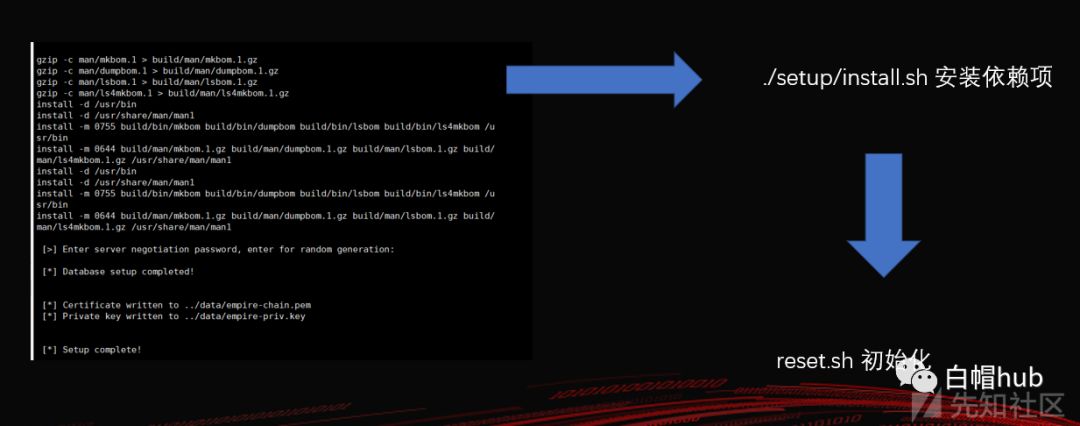 gzip -c man/mkbom.1 > build/man/mkbom.1.gz
gzip -c man/dumpbom.1 > build/man/dumpbom.1.gz
gzip -c man/lsbom.1 > build/man/lsbom.1.gz
gzip -c man/ls4mkbom.1 > build/man/ls4mkbom.1.gz
install -d /usr/bin
install -d /usr/share/man/man1
install -m 0755 build/bin/mkbom build/bin/dumpbom build/bin/lsbom build/bin/ls4mkbom /u
sr/bin
install -m 0644 build/man/mkbom.1.gz build/man/dumpbom.1.gz build/man/lsbom.1.gz build/
man/ls4mkbom.1.gz /usr/share/man/man1
install -d /usr/bin
install -d /usr/share/man/man1
install -m 0755 build/bin/mkbom build/bin/dumpbom build/bin/lsbom build/bin/ls4mkbom /u
sr/bin
install -m 0644 build/man/mkbom.1.gz build/man/dumpbom.1.gz build/man/lsbom.1.gz build/
man/ls4mkbom.1.gz /usr/share/man/man1
[>] Enter server negotiation password, enter for random generation:
[*] Database setup completed!
[*] Certificate written to ../data/empire-chain.pem
[*] Private key written to ../data/empire-priv.key
[*] Setup complete!
./setup/install.sh 安装依赖项
reset.sh 初始化
白帽hub
先知社区